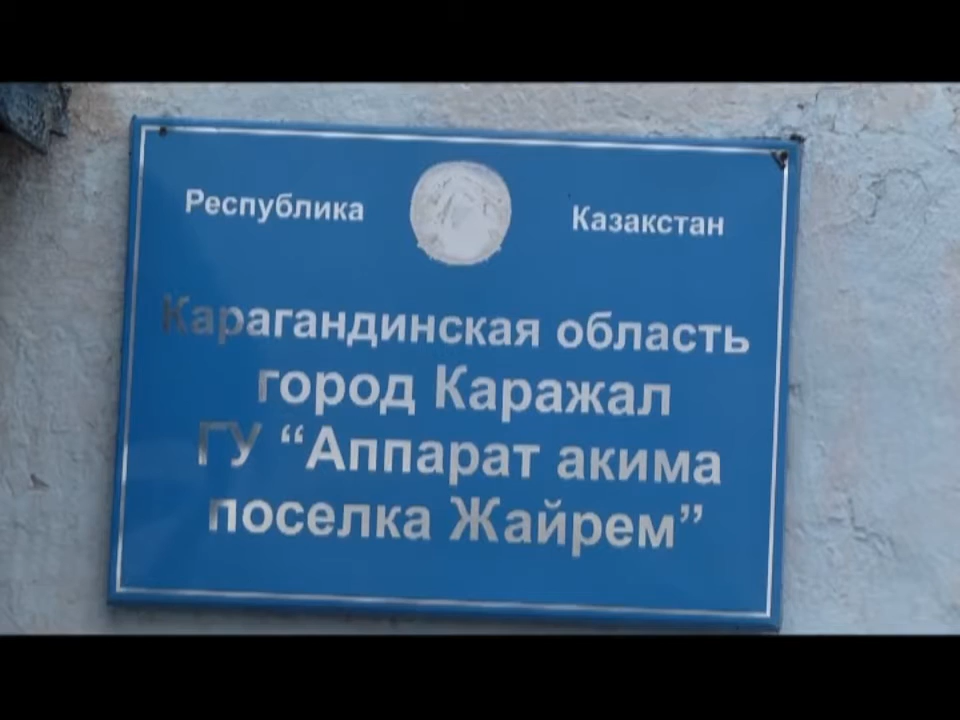 Республика Казакстан
Карагандинская область
город Каражал
ГУ “Аппарат акима
поселка Жайрем”